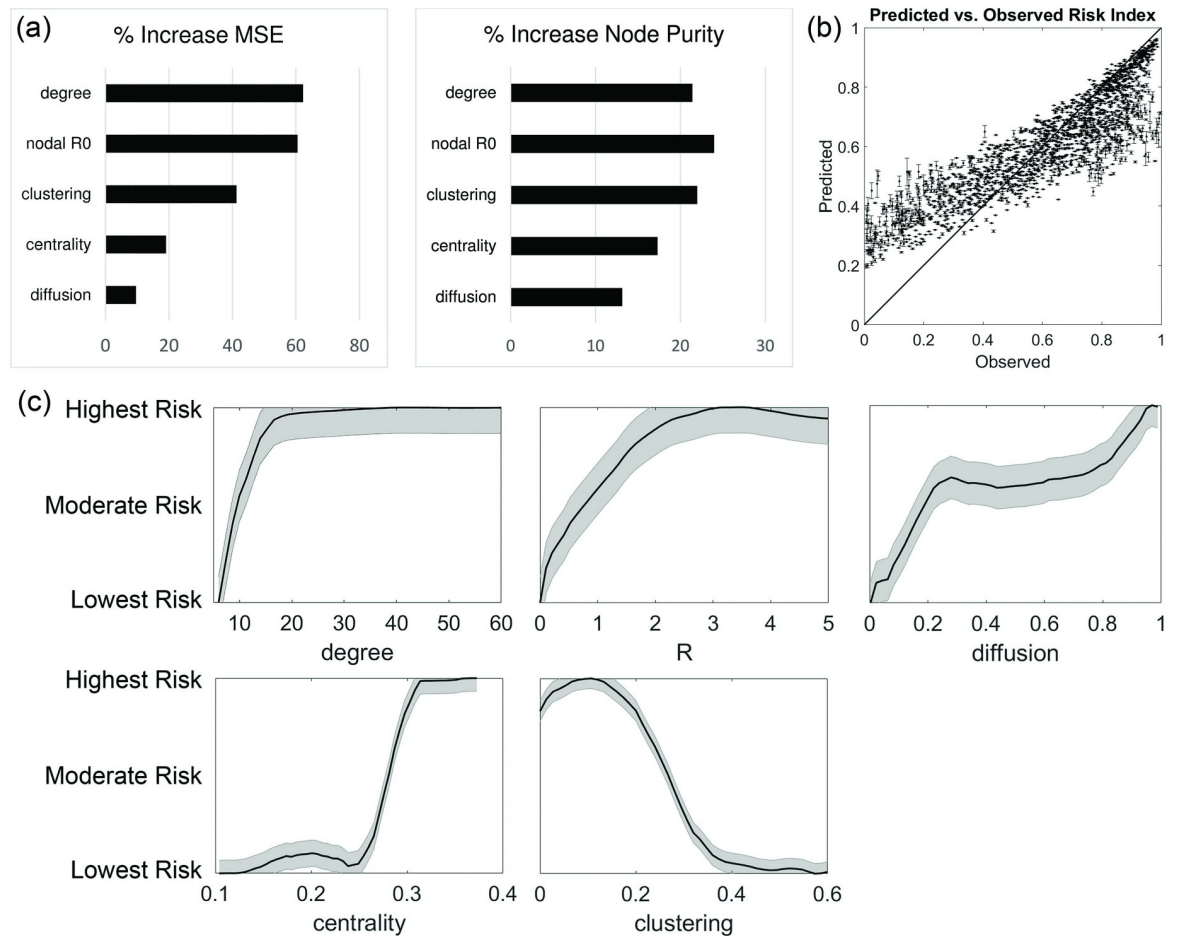 (a)
% Increase MSE
degree
nodal R0
clustering
centrality
diffusion
0 20 40 60 80
% Increase Node Purity
degree
nodal R0
clustering
centrality
diffusion
0 10 20 30
(b)
Predicted vs. Observed Risk Index
1
0.8
0.6
0.4
0.2
0
Predicted
0 0.2 0.4 0.6 0.8 1
Observed
(c)
Highest Risk
Moderate Risk
Lowest Risk
10 20 30 40 50 60
degree
0 1 2 3 4 5
R
0 0.2 0.4 0.6 0.8 1
diffusion
Highest Risk
Moderate Risk
Lowest Risk
0.1 0.2 0.3 0.4
centrality
0 0.2 0.4 0.6
clustering